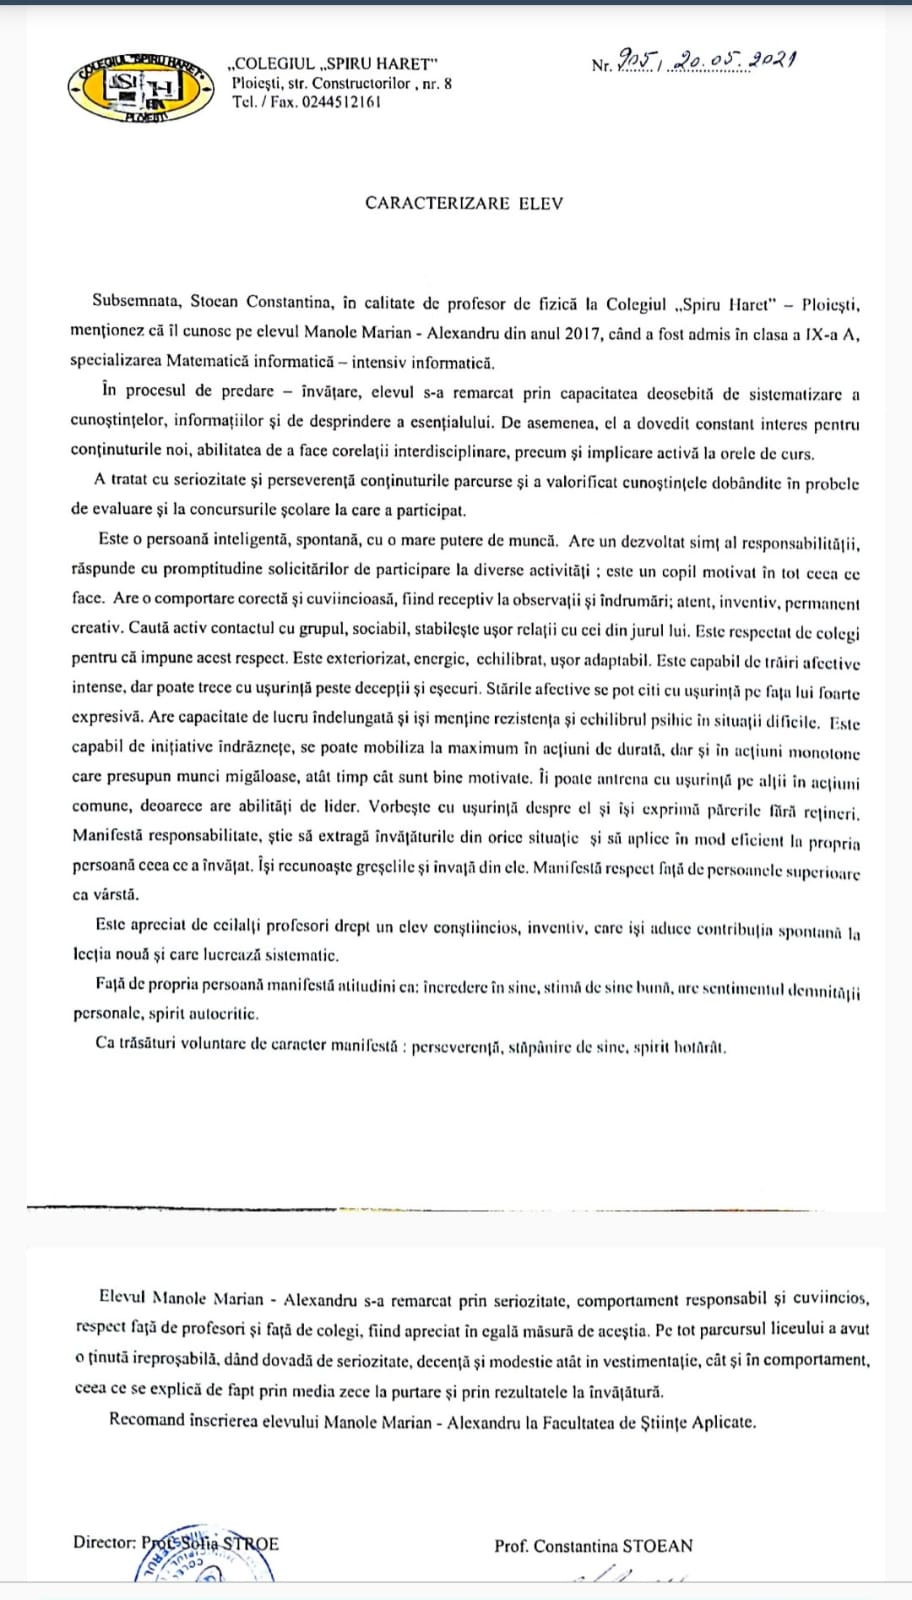 COLEGIUL "SPIRU HARET"
SH
PLOIEȘTI
„COLEGIUL „SPIRU HARET"
Ploiești, str. Constructorilor , nr. 8
Tel. / Fax. 0244512161
Nr. 905 / 20.05.2021
CARACTERIZARE ELEV
Subsemnata, Stoean Constantina, în calitate de profesor de fizică la Colegiul „Spiru Haret" – Ploiești,
menționez că îl cunosc pe elevul Manole Marian - Alexandru din anul 2017, când a fost admis în clasa a IX-a A,
specializarea Matematică informatică – intensiv informatică.
În procesul de predare – învățare, elevul s-a remarcat prin capacitatea deosebită de sistematizare a
cunoștințelor, informațiilor și de desprindere a esențialului. De asemenea, el a dovedit constant interes pentru
conținuturile noi, abilitatea de a face corelații interdisciplinare, precum și implicare activă la orele de curs.
A tratat cu seriozitate și perseverență conținuturile parcurse și a valorificat cunoștințele dobândite în probele
de evaluare și la concursurile școlare la care a participat.
Este o persoană inteligentă, spontană, cu o mare putere de muncă. Are un dezvoltat simț al responsabilității,
răspunde cu promptitudine solicitărilor de participare la diverse activități ; este un copil motivat în tot ceea ce
face. Are o comportare corectă și cuviincioasă, fiind receptiv la observații și îndrumări; atent, inventiv, permanent
creativ. Caută activ contactul cu grupul, sociabil, stabilește ușor relații cu cei din jurul lui. Este respectat de colegi
pentru că impune acest respect. Este exteriorizat, energic, echilibrat, ușor adaptabil. Este capabil de trăiri afective
intense, dar poate trece cu ușurință peste decepții și eșecuri. Stările afective se pot citi cu ușurință pe fața lui foarte
expresivă. Are capacitate de lucru îndelungată și iși menține rezistența și echilibrul psihic în situații dificile. Este
capabil de inițiative îndrăznețe, se poate mobiliza la maximum în acțiuni de durată, dar și în acțiuni monotone
care presupun munci migăloase, atât timp cât sunt bine motivate. Îi poate antrena cu ușurință pe alții în acțiuni
comune, deoarece are abilități de lider. Vorbește cu ușurință despre el și își exprimă părerile fără rețineri.
Manifestă responsabilitate, știe să extragă învățăturile din orice situație și să aplice în mod eficient la propria
persoană ceea ce a învățat. Își recunoaște greșelile și învață din ele. Manifestă respect față de persoanele superioare
ca vârstă.
Este apreciat de ceilalți profesori drept un elev conștiincios, inventiv, care iși aduce contribuția spontană la
lecția nouă și care lucrează sistematic.
Față de propria persoană manifestă atitudini ca: încredere în sine, stimă de sine bună, are sentimentul demnității
personale, spirit autocritic.
Ca trăsături voluntare de caracter manifestă : perseverență, stăpânire de sine, spirit hotărât.
Elevul Manole Marian - Alexandru s-a remarcat prin seriozitate, comportament responsabil și cuviincios,
respect față de profesori și față de colegi, fiind apreciat în egală măsură de aceștia. Pe tot parcursul liceului a avut
o ținută ireproșabilă, dând dovadă de seriozitate, decență și modestie atât in vestimentație, cât și în comportament,
ceea ce se explică de fapt prin media zece la purtare și prin rezultatele la învățătură.
Recomand înscrierea elevului Manole Marian - Alexandru la Facultatea de Științe Aplicate.
Director: Prof. Sofia STROE
Prof. Constantina STOEAN